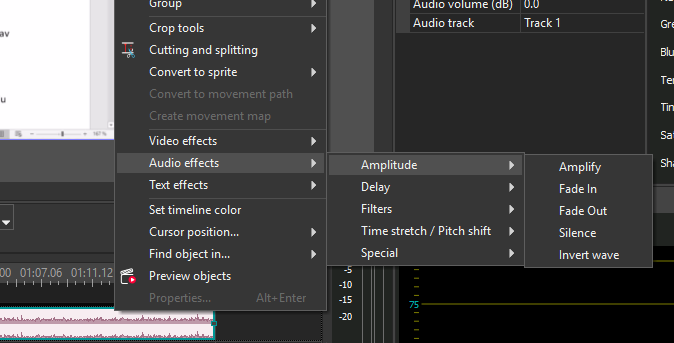 Group
Crop tools
Cutting and splitting
Convert to sprite
Convert to movement path
Create movement map
Video effects
Audio effects
Text effects
Set timeline color
Cursor position...
Find object in...
Preview objects
Properties... Alt+Enter
Amplitude
Delay
Filters
Time stretch / Pitch shift
Special
Amplify
Fade In
Fade Out
Silence
Invert wave
Audio volume (dB) 0.0
Audio track Track 1
av
u
167 %
00 01:07.06 01:11.12
-5
-10
-15
-20
75
No
Gre
Blu
Ter
Tin
Sat
Sha